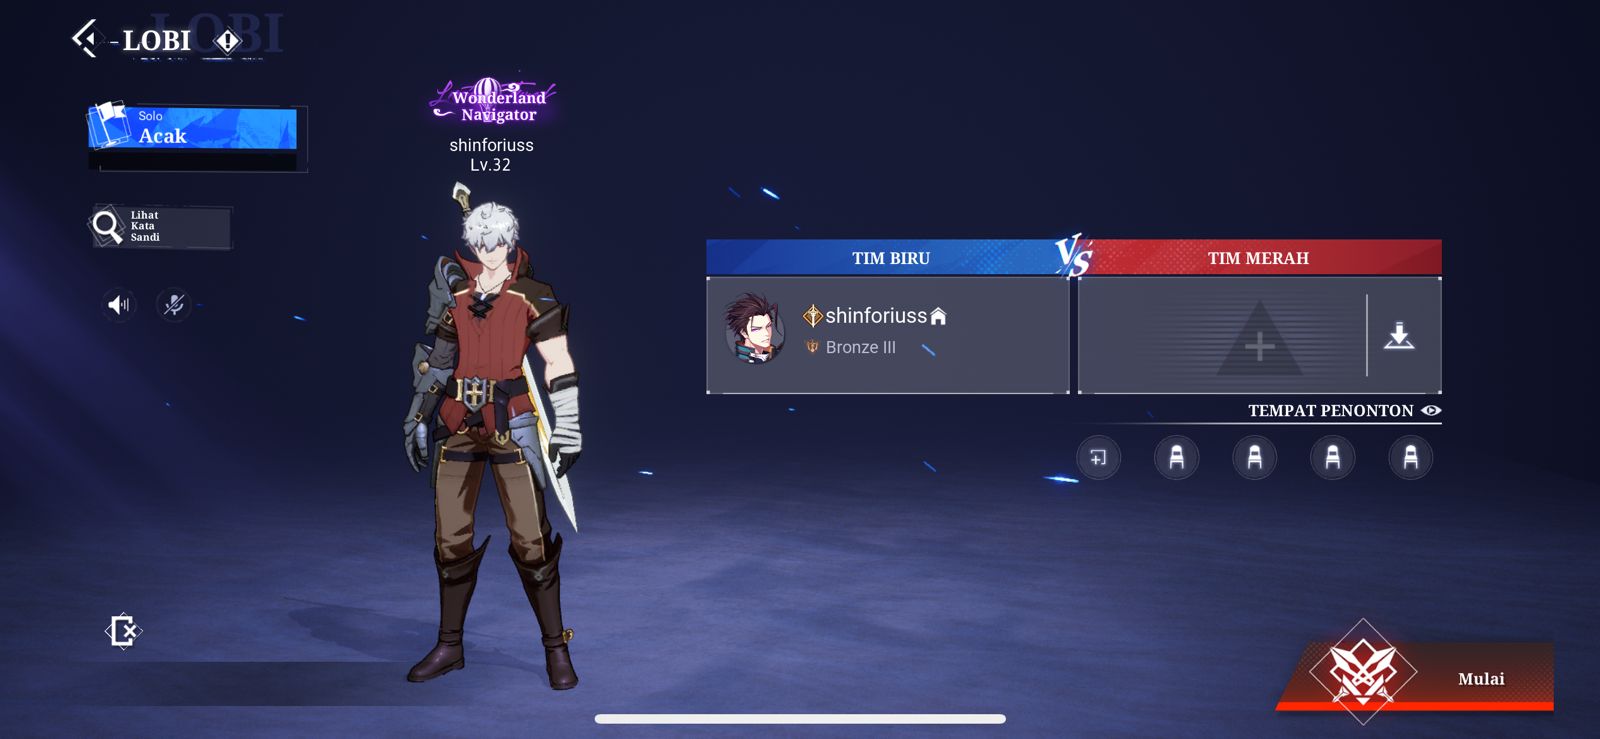 LOBI
Solo
Acak
Lihat
Kata
Sandi
Wonderland
Navigator
shinforiuss
Lv.32
TIM BIRU
VS
TIM MERAH
shinforiuss
Bronze III
TEMPAT PENONTON
Mulai